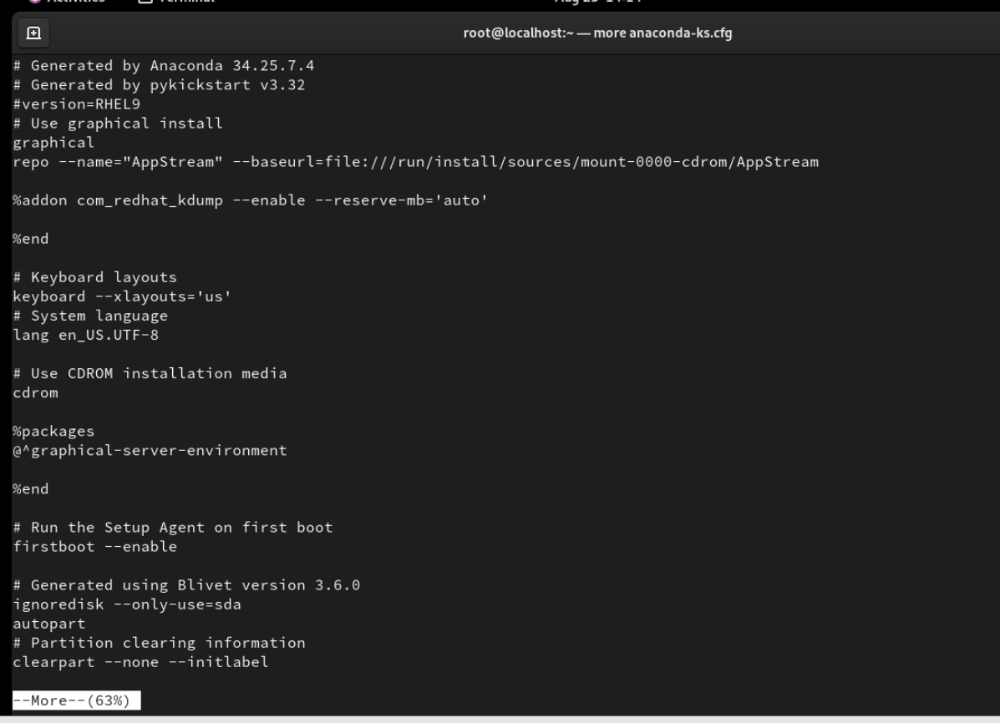 root@localhost:~ — more anaconda-ks.cfg
# Generated by Anaconda 34.25.7.4
# Generated by pykickstart v3.32
#version=RHEL9
# Use graphical install
graphical
repo --name="AppStream" --baseurl=file:///run/install/sources/mount-0000-cdrom/AppStream
%addon com_redhat_kdump --enable --reserve-mb='auto'
%end
# Keyboard layouts
keyboard --xlayouts='us'
# System language
lang en_US.UTF-8
# Use CDROM installation media
cdrom
%packages
@^graphical-server-environment
%end
# Run the Setup Agent on first boot
firstboot --enable
# Generated using Blivet version 3.6.0
ignoredisk --only-use=sda
autopart
# Partition clearing information
clearpart --none --initlabel
--More--(63%)